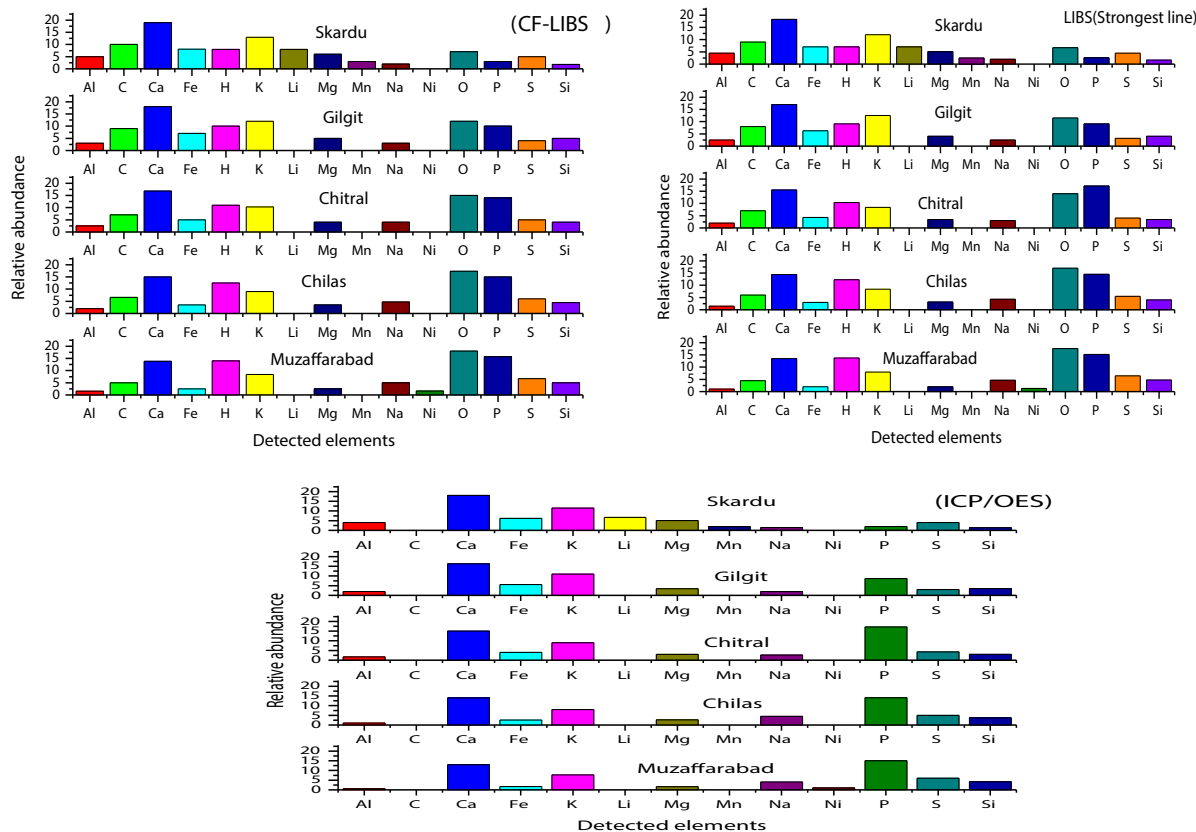 (CF-LIBS )
Relative abundance
20
15
10
5
0
Skardu
Al C Ca Fe H K Li Mg Mn Na Ni O P S Si
20
15
10
5
0
Gilgit
Al C Ca Fe H K Li Mg Mn Na Ni O P S Si
20
15
10
5
0
Chitral
Al C Ca Fe H K Li Mg Mn Na Ni O P S Si
20
15
10
5
0
Chilas
Al C Ca Fe H K Li Mg Mn Na Ni O P S Si
20
15
10
5
0
Muzaffarabad
Al C Ca Fe H K Li Mg Mn Na Ni O P S Si
Detected elements
LIBS(Strongest line)
Relative abundance
20
15
10
5
0
Skardu
Al C Ca Fe H K Li Mg Mn Na Ni O P S Si
20
15
10
5
0
Gilgit
Al C Ca Fe H K Li Mg Mn Na Ni O P S Si
20
15
10
5
0
Chitral
Al C Ca Fe H K Li Mg Mn Na Ni O P S Si
20
15
10
5
0
Chilas
Al C Ca Fe H K Li Mg Mn Na Ni O P S Si
20
15
10
5
0
Muzaffarabad
Al C Ca Fe H K Li Mg Mn Na Ni O P S Si
Detected elements
(ICP/OES)
Relative abundance
20
15
10
5
0
Skardu
Al C Ca Fe K Li Mg Mn Na Ni P S Si
20
15
10
5
0
Gilgit
Al C Ca Fe K Li Mg Mn Na Ni P S Si
20
15
10
5
0
Chitral
Al C Ca Fe K Li Mg Mn Na Ni P S Si
20
15
10
5
0
Chilas
Al C Ca Fe K Li Mg Mn Na Ni P S Si
20
15
10
5
0
Muzaffarabad
Al C Ca Fe K Li Mg Mn Na Ni P S Si
Detected elements